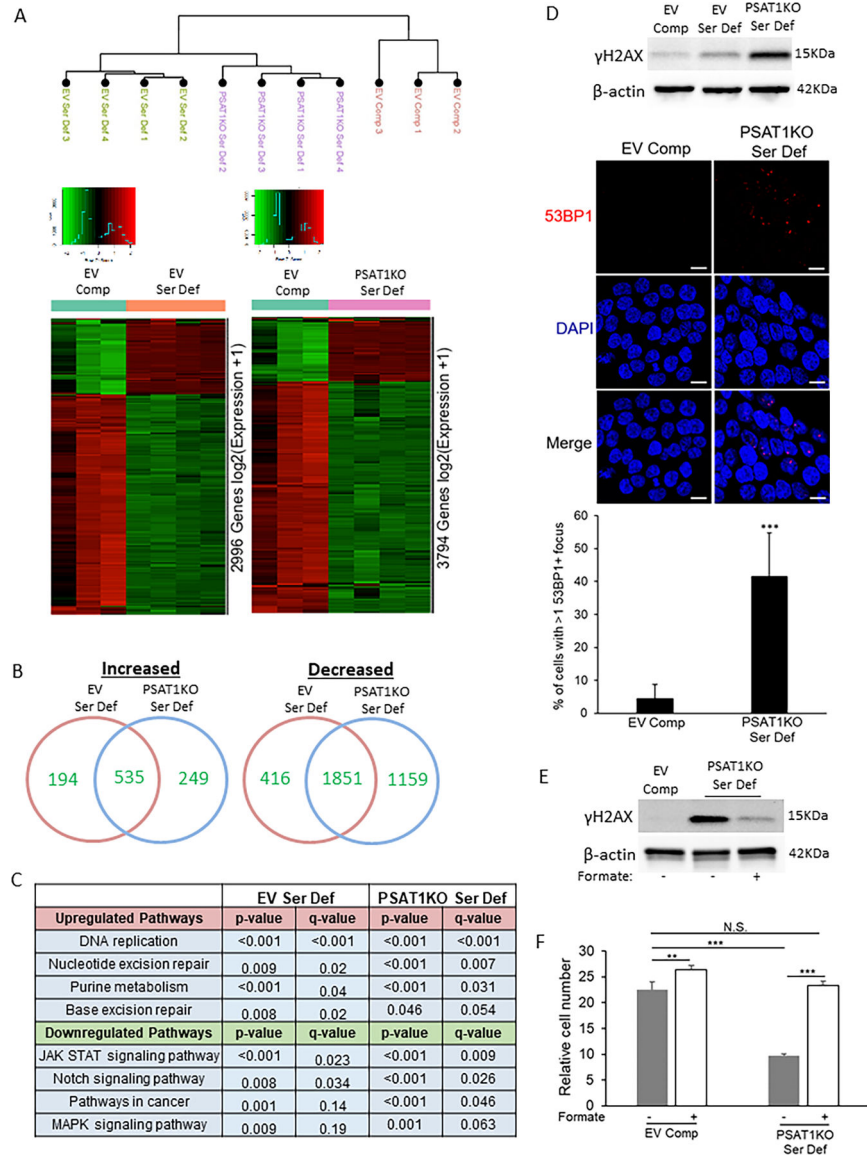 A
EV Ser Def 3
EV Ser Def 4
EV Ser Def 1
EV Ser Def 2
PSAT1KO Ser Def 2
PSAT1KO Ser Def 3
PSAT1KO Ser Def 1
PSAT1KO Ser Def 4
EV Comp 3
EV Comp 1
EV Comp 2
EV
Comp
EV
Ser Def
EV
Comp
PSAT1KO
Ser Def
2996 Genes log2(Expression +1)
3794 Genes log2(Expression +1)
B
Increased
EV
Ser Def
PSAT1KO
Ser Def
194
535
249
Decreased
EV
Ser Def
PSAT1KO
Ser Def
416
1851
1159
C
EV Ser Def PSAT1KO Ser Def
Upregulated Pathways p-value q-value p-value q-value
DNA replication <0.001 <0.001 <0.001 <0.001
Nucleotide excision repair 0.009 0.02 <0.001 0.007
Purine metabolism <0.001 0.04 <0.001 0.031
Base excision repair 0.008 0.02 0.046 0.054
Downregulated Pathways p-value q-value p-value q-value
JAK STAT signaling pathway <0.001 0.023 <0.001 0.009
Notch signaling pathway 0.008 0.034 <0.001 0.026
Pathways in cancer 0.001 0.14 <0.001 0.046
MAPK signaling pathway 0.009 0.19 0.001 0.063
D
EV
Comp
EV
Ser Def
PSAT1KO
Ser Def
γH2AX
15KDa
β-actin
42KDa
EV Comp
PSAT1KO
Ser Def
53BP1
DAPI
Merge
% of cells with >1 53BP1+ focus
60
50
40
30
20
10
0
***
EV Comp
PSAT1KO
Ser Def
E
EV
Comp
PSAT1KO
Ser Def
γH2AX
15KDa
β-actin
42KDa
Formate: - - +
F
Relative cell number
30
25
20
15
10
5
0
N.S.
***
**
***
Formate - + - +
EV Comp
PSAT1KO
Ser Def